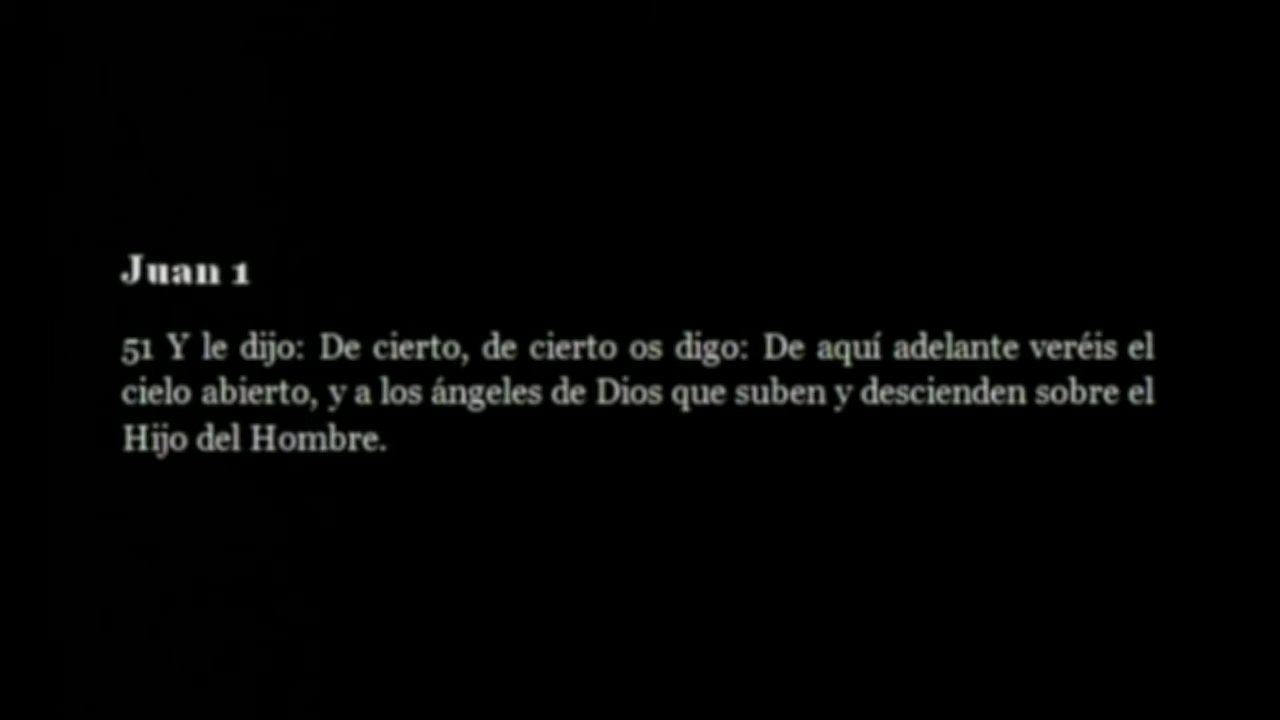 Juan 1
51 Y le dijo: De cierto, de cierto os digo: De aquí adelante veréis el
cielo abierto, y a los ángeles de Dios que suben y descienden sobre el
Hijo del Hombre.